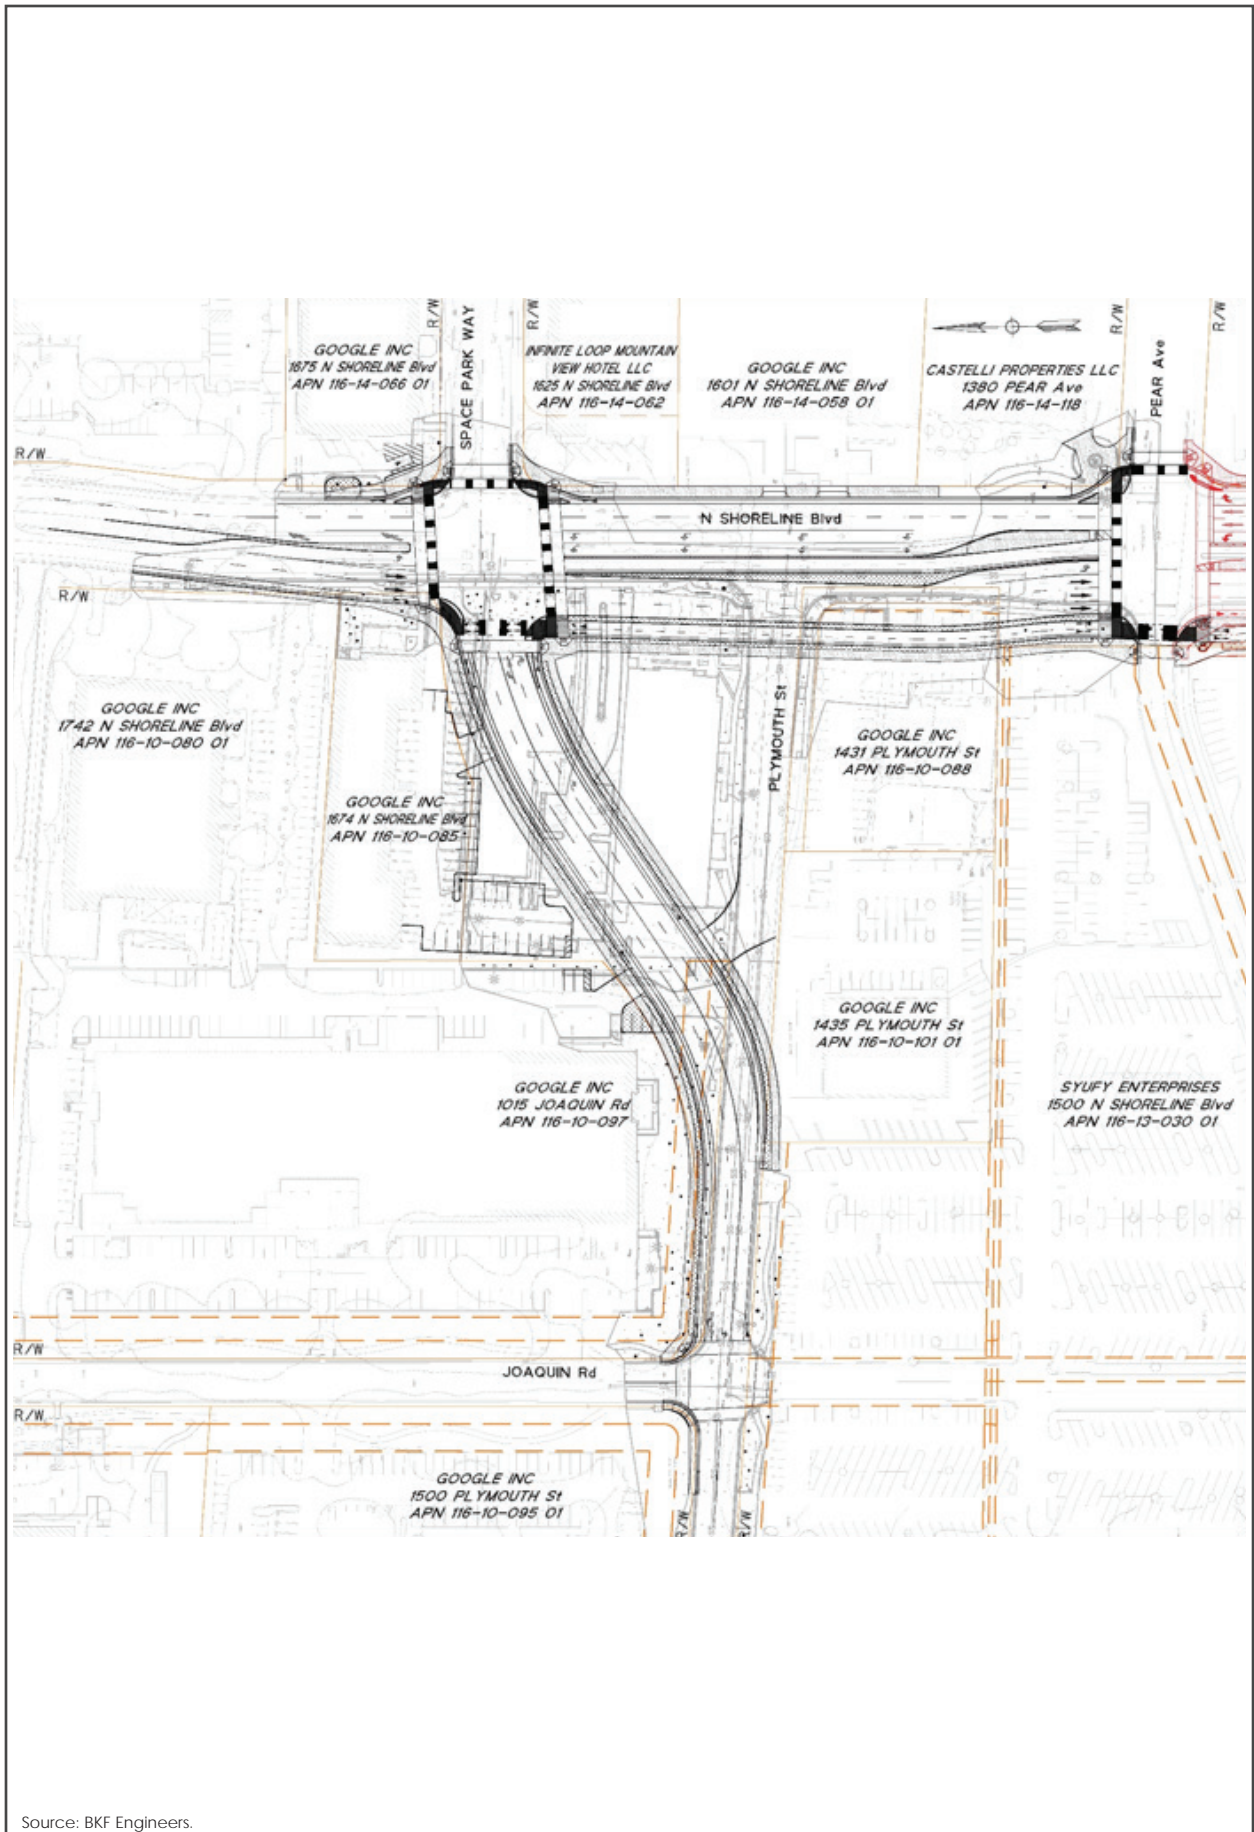 R/W
SPACE PARK WAY
R/W
GOOGLE INC
1675 N SHORELINE Blvd
APN 116-14-066 01
INFINITE LOOP MOUNTAIN
VIEW HOTEL LLC
1625 N SHORELINE Blvd
APN 116-14-062
GOOGLE INC
1601 N SHORELINE Blvd
APN 116-14-058 01
CASTELLI PROPERTIES LLC
1380 PEAR Ave
APN 116-14-118
R/W
PEAR Ave
R/W
R/W
N SHORELINE Blvd
R/W
GOOGLE INC
1742 N SHORELINE Blvd
APN 116-10-080 01
PLYMOUTH St
GOOGLE INC
1431 PLYMOUTH St
APN 116-10-088
GOOGLE INC
1674 N SHORELINE Blvd
APN 116-10-085
GOOGLE INC
1435 PLYMOUTH St
APN 116-10-101 01
GOOGLE INC
1015 JOAQUIN Rd
APN 116-10-097
SYUFY ENTERPRISES
1500 N SHORELINE Blvd
APN 116-13-030 01
R/W
JOAQUIN Rd
R/W
GOOGLE INC
1500 PLYMOUTH St
APN 116-10-095 01
R/W
R/W
Source: BKF Engineers.